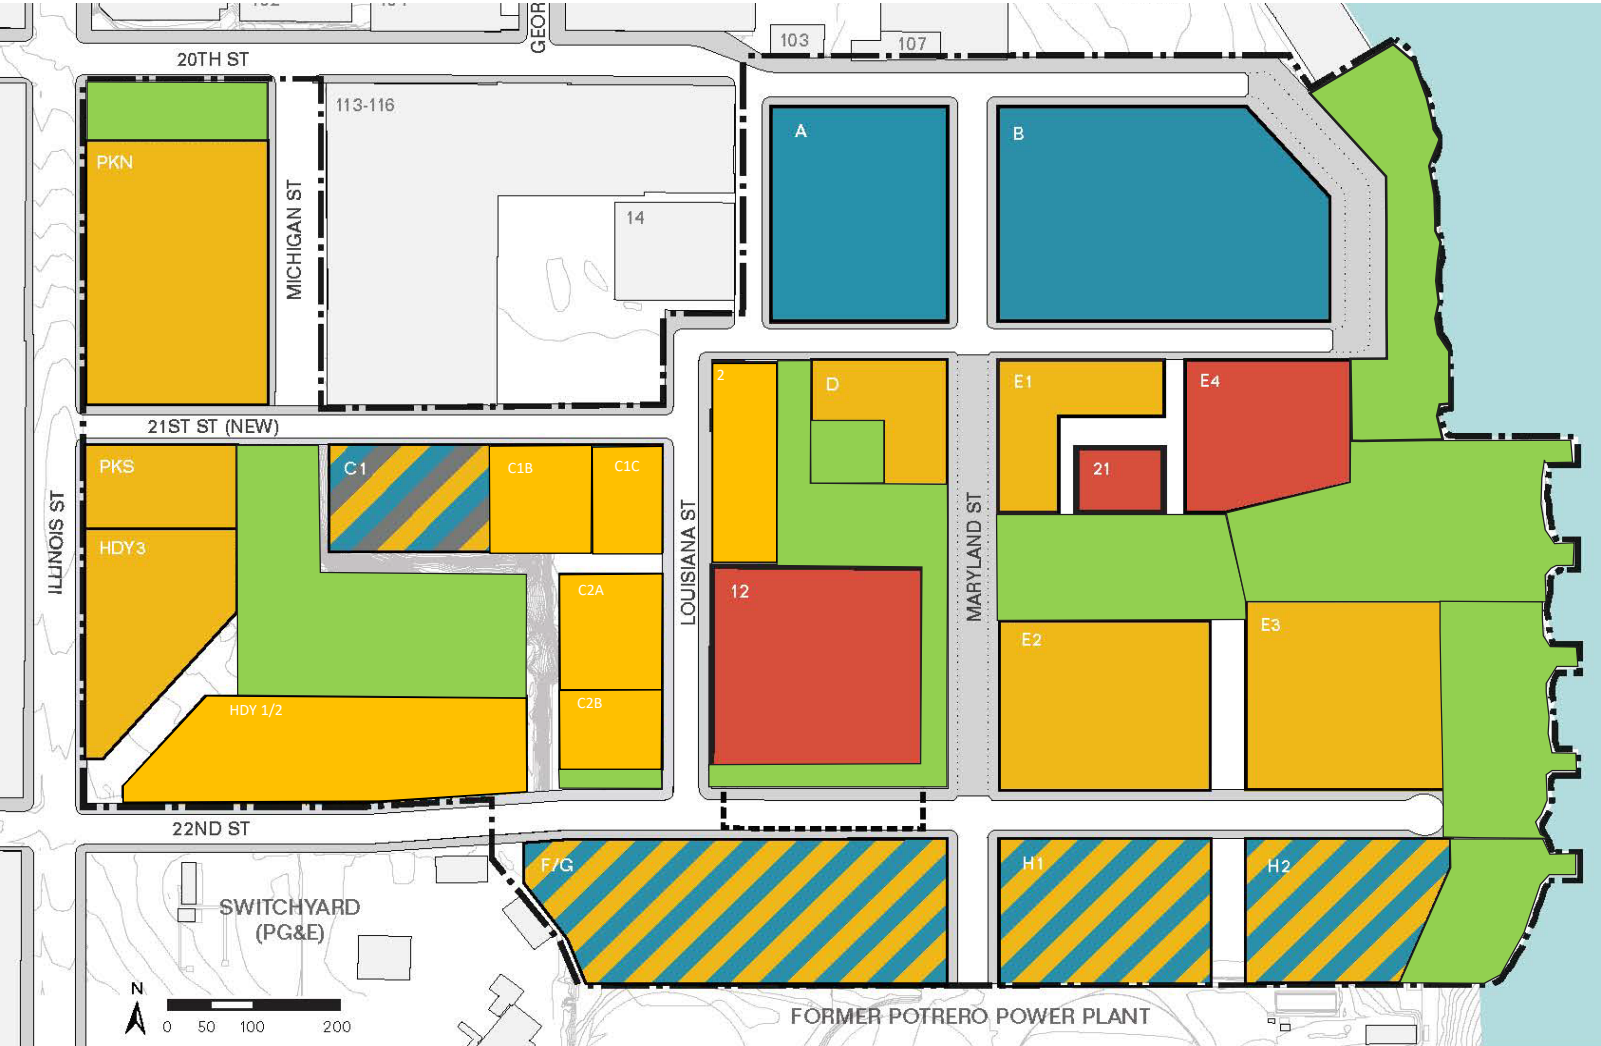 GEOR
20TH ST
103
107
113-116
A
B
PKN
MICHIGAN ST
14
2
D
E1
E4
21ST ST (NEW)
PKS
C1
C1B
C1C
21
ILLINOIS ST
LOUISIANA ST
MARYLAND ST
HDY3
C2A
12
E2
E3
HDY 1/2
C2B
22ND ST
F/G
H1
H2
SWITCHYARD
(PG&E)
N
0 50 100 200
FORMER POTRERO POWER PLANT